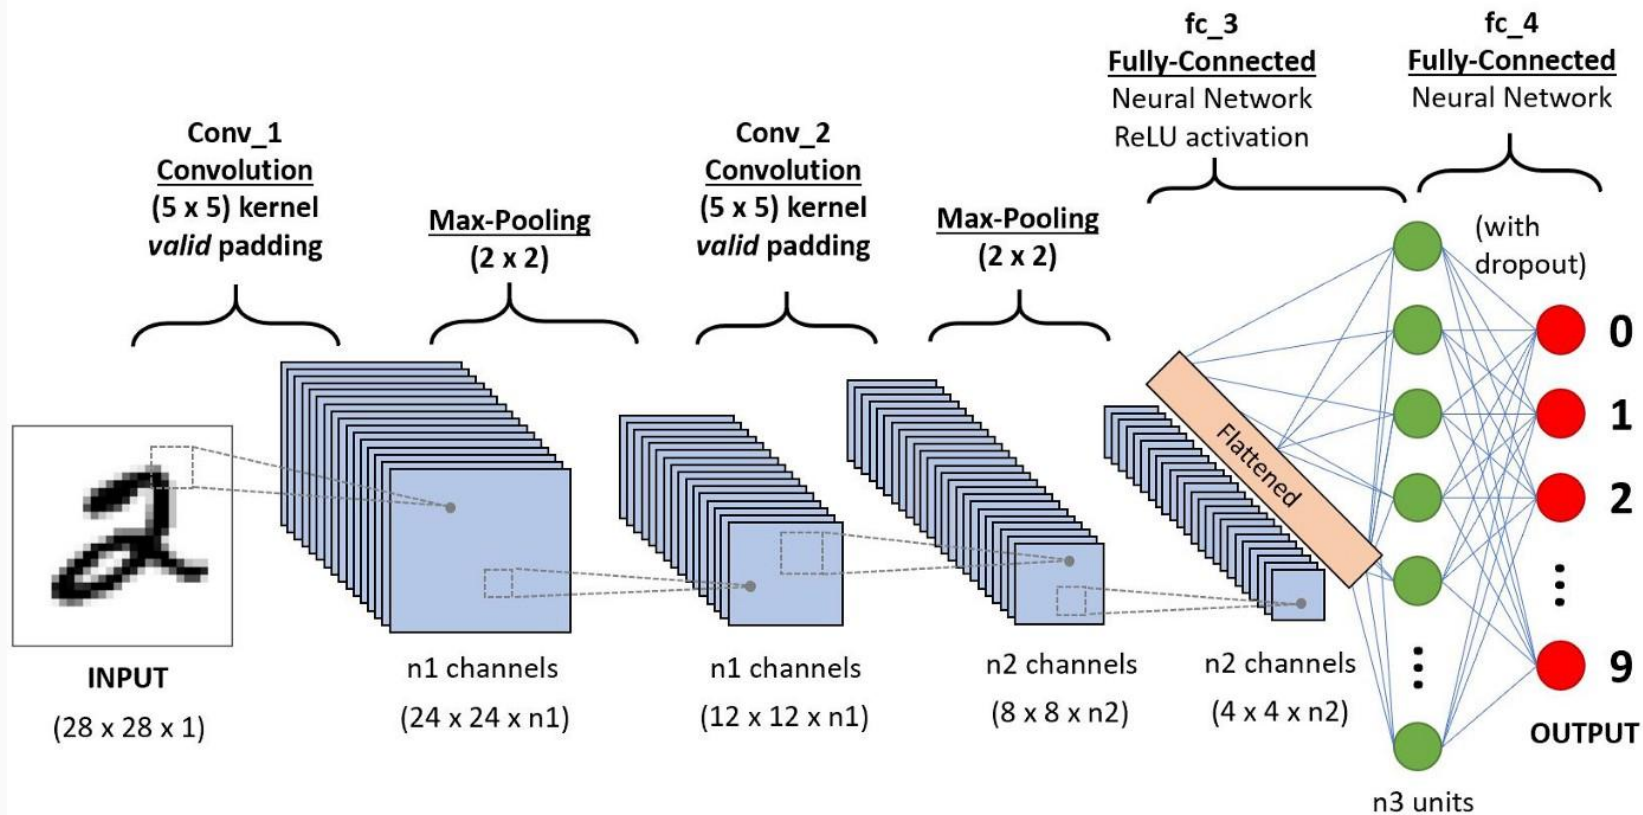 Conv_1
Convolution
(5 x 5) kernel
valid padding
Max-Pooling
(2 x 2)
Conv_2
Convolution
(5 x 5) kernel
valid padding
Max-Pooling
(2 x 2)
fc_3
Fully-Connected
Neural Network
ReLU activation
fc_4
Fully-Connected
Neural Network
(with
dropout)
Flattened
0
1
2
9
OUTPUT
2
INPUT
(28 x 28 x 1)
n1 channels
(24 x 24 x n1)
n1 channels
(12 x 12 x n1)
n2 channels
(8 x 8 x n2)
n2 channels
(4 x 4 x n2)
n3 units